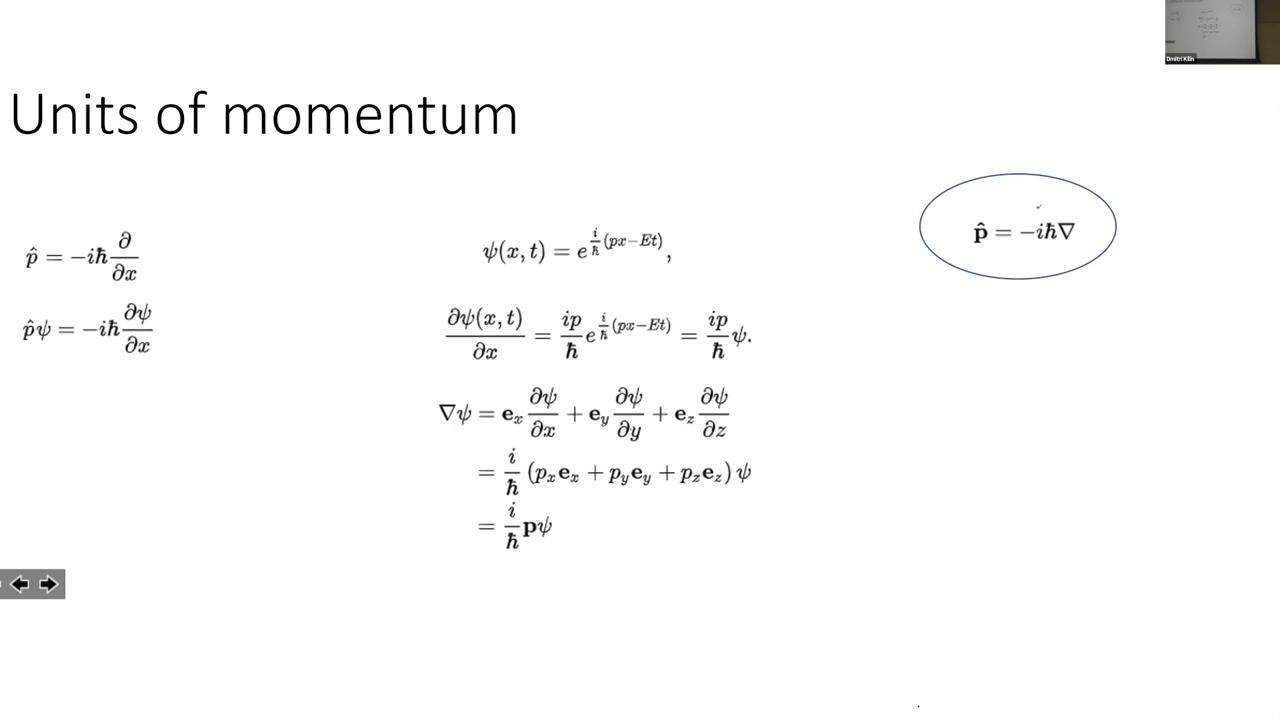 Dmitri Kilin
Units of momentum
p̂ = −iħ ∂/∂x
p̂ψ = −iħ ∂ψ/∂x
ψ(x, t) = e^{i/ħ (px−Et)},
∂ψ(x, t)/∂x = ip/ħ e^{i/ħ (px−Et)} = ip/ħ ψ.
∇ψ = e_x ∂ψ/∂x + e_y ∂ψ/∂y + e_z ∂ψ/∂z
= i/ħ (p_x e_x + p_y e_y + p_z e_z) ψ
= i/ħ pψ
p̂ = −iħ∇